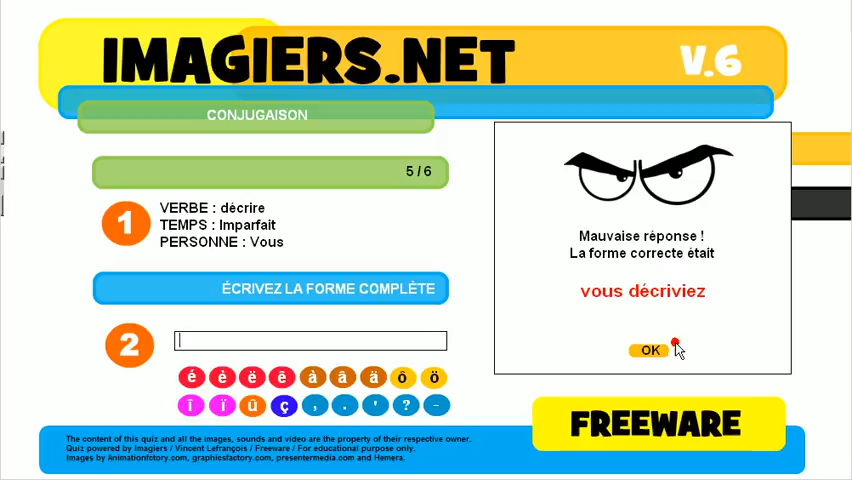 IMAGIERS.NET
V.6
CONJUGAISON
5 / 6
1
VERBE : décrire
TEMPS : Imparfait
PERSONNE : Vous
ÉCRIVEZ LA FORME COMPLÈTE
2
é è ë ê à â ä ô ö
î ï û ç , . ' ? -
Mauvaise réponse !
La forme correcte était
vous décriviez
OK
FREEWARE
The content of this quiz and all the images, sounds and video are the property of their respective owner.
Quiz powered by Imagiers / Vincent Lefrançois / Freeware / For educational purpose only.
Images by Animationfctory.com, graphicsfactory.com, presentermedia.com and Hemera.